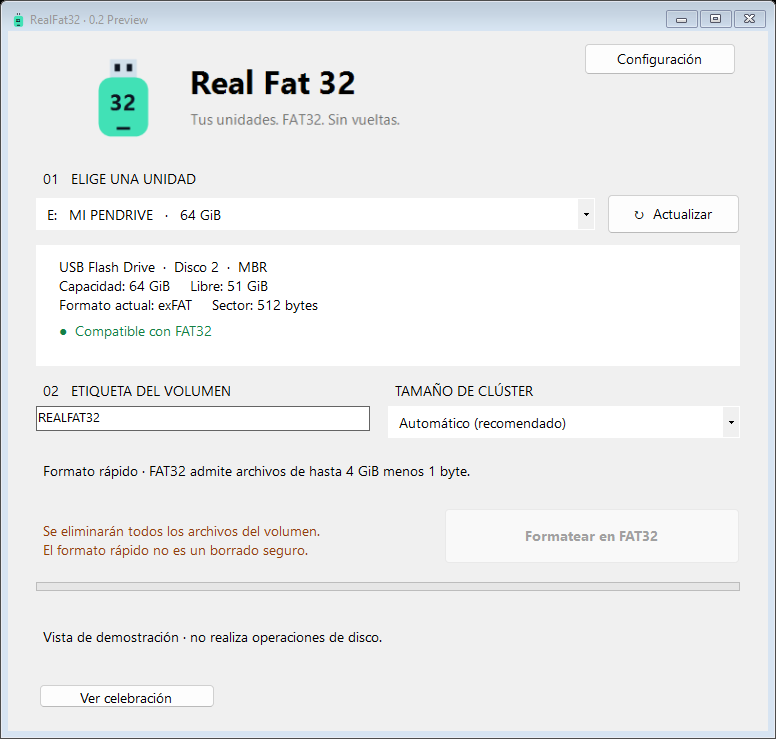 RealFat32 · 0.2 Preview
Configuración
32
Real Fat 32
Tus unidades. FAT32. Sin vueltas.
01 ELIGE UNA UNIDAD
E: MI PENDRIVE · 64 GiB
↻ Actualizar
USB Flash Drive · Disco 2 · MBR
Capacidad: 64 GiB Libre: 51 GiB
Formato actual: exFAT Sector: 512 bytes
● Compatible con FAT32
02 ETIQUETA DEL VOLUMEN
TAMAÑO DE CLÚSTER
REALFAT32
Automático (recomendado)
Formato rápido · FAT32 admite archivos de hasta 4 GiB menos 1 byte.
Se eliminarán todos los archivos del volumen.
El formato rápido no es un borrado seguro.
Formatear en FAT32
Vista de demostración · no realiza operaciones de disco.
Ver celebración